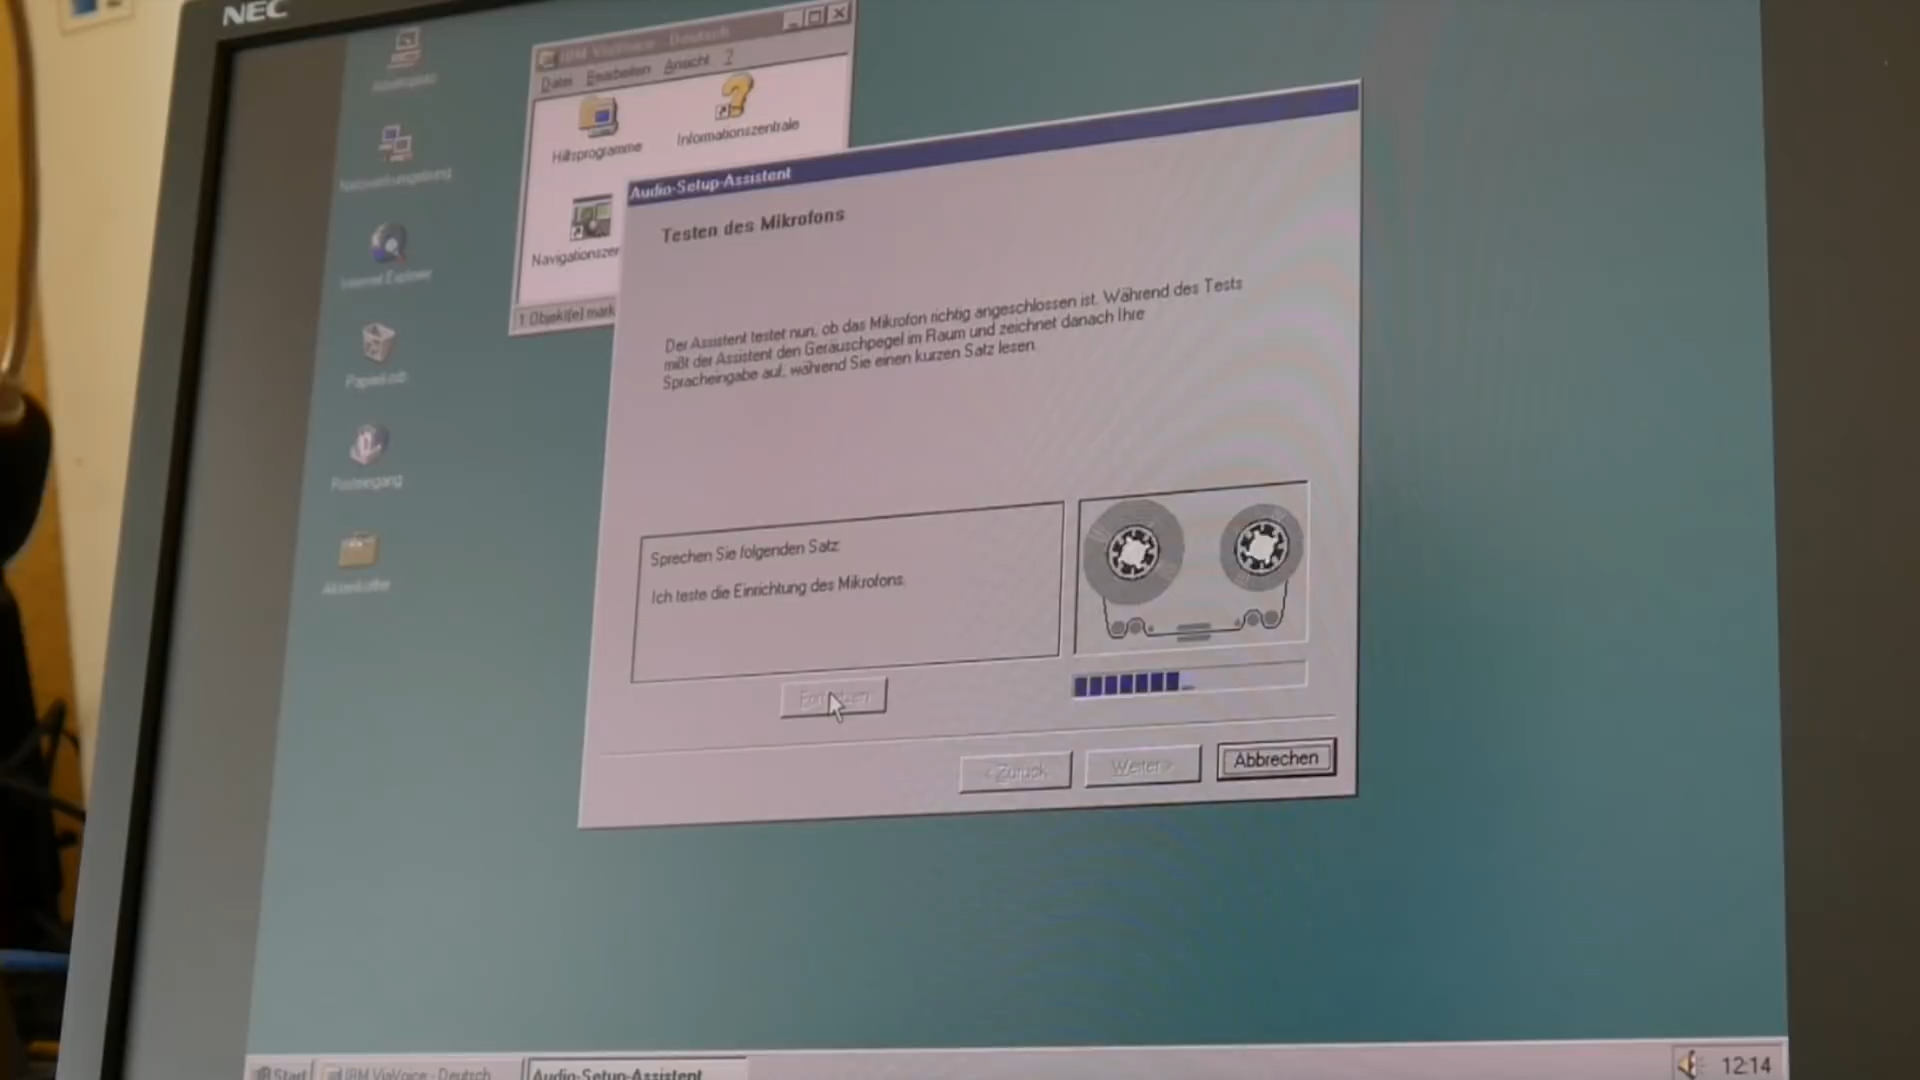 NEC
IBM ViaVoice - Deutsch
Datei Bearbeiten Ansicht ?
Hilfsprogramme
Informationszentrale
Navigationszen
1 Objekt(e) mark
Arbeitsplatz
Netzwerkumgebung
Internet Explorer
Papierkorb
Posteingang
Aktenkoffer
Audio-Setup-Assistent
Testen des Mikrofons
Der Assistent testet nun, ob das Mikrofon richtig angeschlossen ist. Während des Tests
mißt der Assistent den Geräuschpegel im Raum und zeichnet danach Ihre
Spracheingabe auf, während Sie einen kurzen Satz lesen.
Sprechen Sie folgenden Satz:
Ich teste die Einrichtung des Mikrofons.
< Zurück
Weiter >
Abbrechen
Start
IBM ViaVoice - Deutsch
Audio-Setup-Assistent
12:14